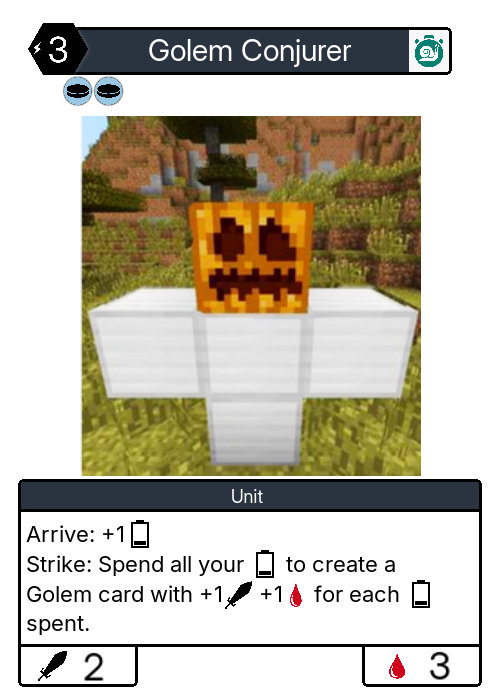 3 Golem Conjurer
Unit
Arrive: +1
Strike: Spend all your to create a
Golem card with +1 +1 for each
spent.
2 3